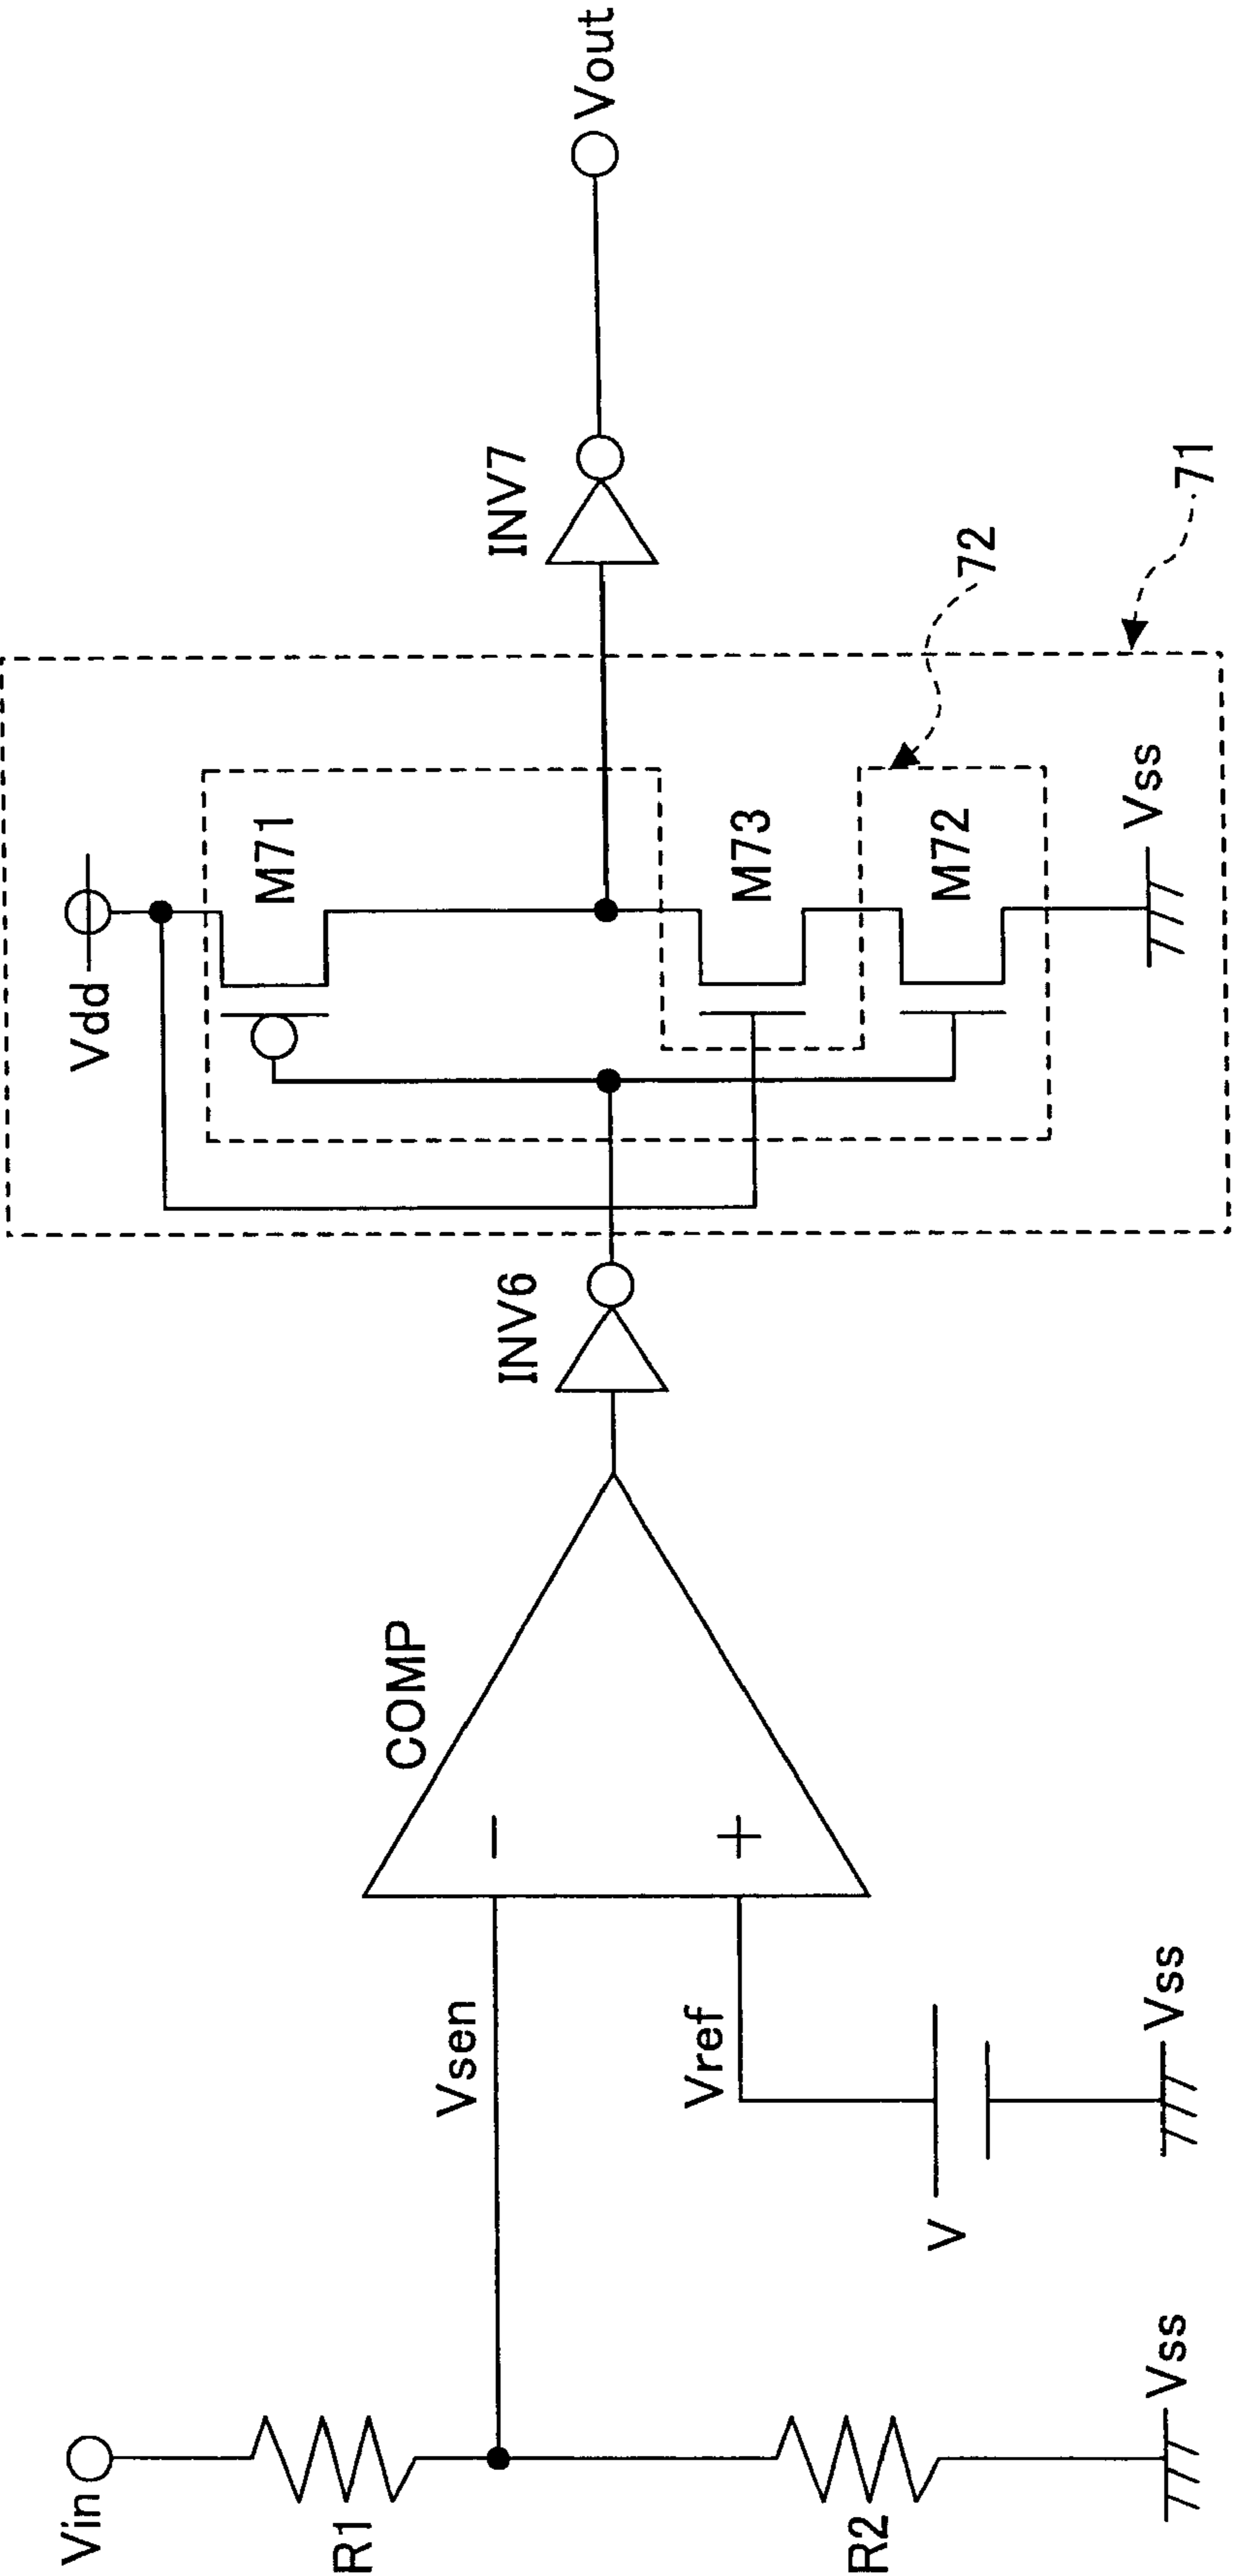 Vin
R1
R2
Vss
Vsen
Vref
V
Vss
COMP
−
+
INV6
Vdd
M71
M73
M72
Vss
72
71
INV7
Vout